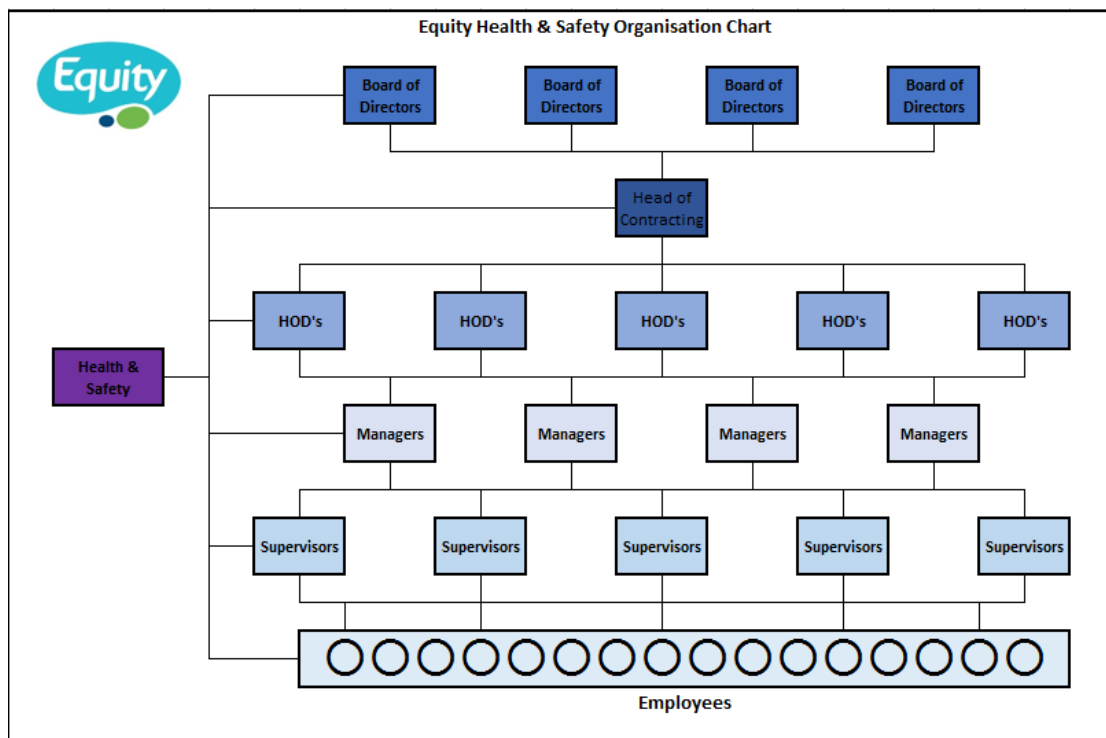 Equity Health & Safety Organisation Chart
Equity
Board of
Directors
Board of
Directors
Board of
Directors
Board of
Directors
Head of
Contracting
HOD's
HOD's
HOD's
HOD's
HOD's
Health &
Safety
Managers
Managers
Managers
Managers
Supervisors
Supervisors
Supervisors
Supervisors
Supervisors
Employees